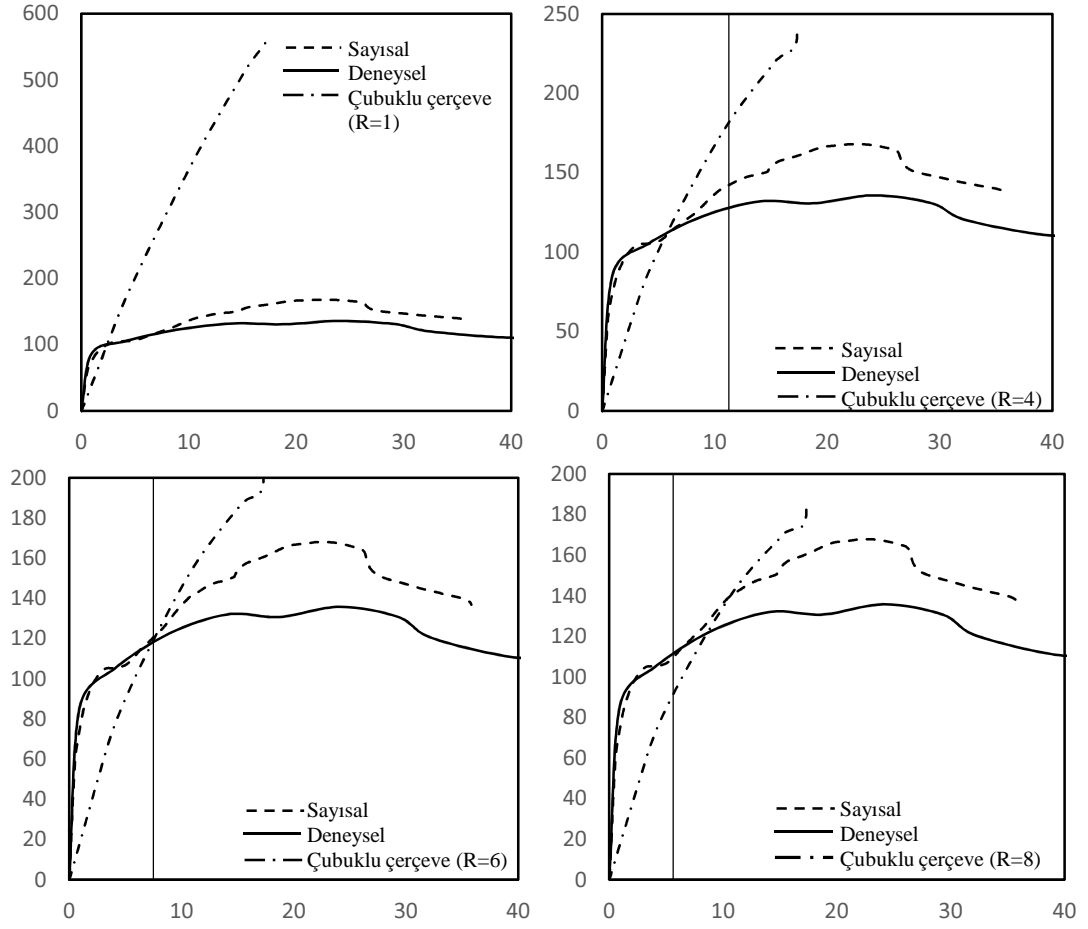 600
500
400
300
200
100
0
0 10 20 30 40
Sayısal
Deneysel
Çubuklu çerçeve
(R=1)
250
200
150
100
50
0
0 10 20 30 40
Sayısal
Deneysel
Çubuklu çerçeve (R=4)
200
180
160
140
120
100
80
60
40
20
0
0 10 20 30 40
Sayısal
Deneysel
Çubuklu çerçeve (R=6)
200
180
160
140
120
100
80
60
40
20
0
0 10 20 30 40
Sayısal
Deneysel
Çubuklu çerçeve (R=8)